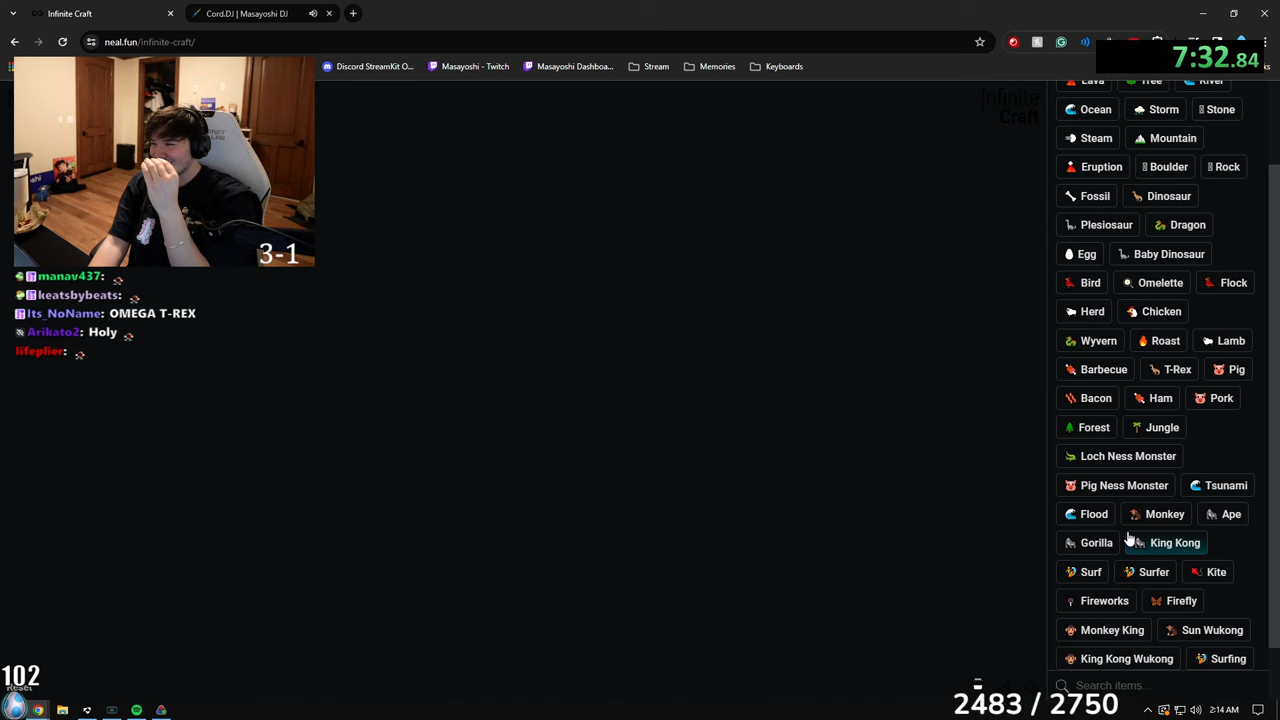 Infinite Craft
Cord.DJ | Masayoshi DJ
neal.fun/infinite-craft/
7:32.84
Discord StreamKit O...
Masayoshi - Twitch
Masayoshi Dashboa...
Stream
Memories
Keyboards
Infinite
Craft
Lava Tree River
Ocean Storm Stone
Steam Mountain
Eruption Boulder Rock
Fossil Dinosaur
Plesiosaur Dragon
Egg Baby Dinosaur
Bird Omelette Flock
Herd Chicken
Wyvern Roast Lamb
Barbecue T-Rex Pig
Bacon Ham Pork
Forest Jungle
Loch Ness Monster
Pig Ness Monster Tsunami
Flood Monkey Ape
Gorilla King Kong
Surf Surfer Kite
Fireworks Firefly
Monkey King Sun Wukong
King Kong Wukong Surfing
Search items...
3-1
manav437:
keatsbybeats:
Its_NoName: OMEGA T-REX
Arikato2: Holy
lifeplier:
102
Reset
2483 / 2750
2:14 AM